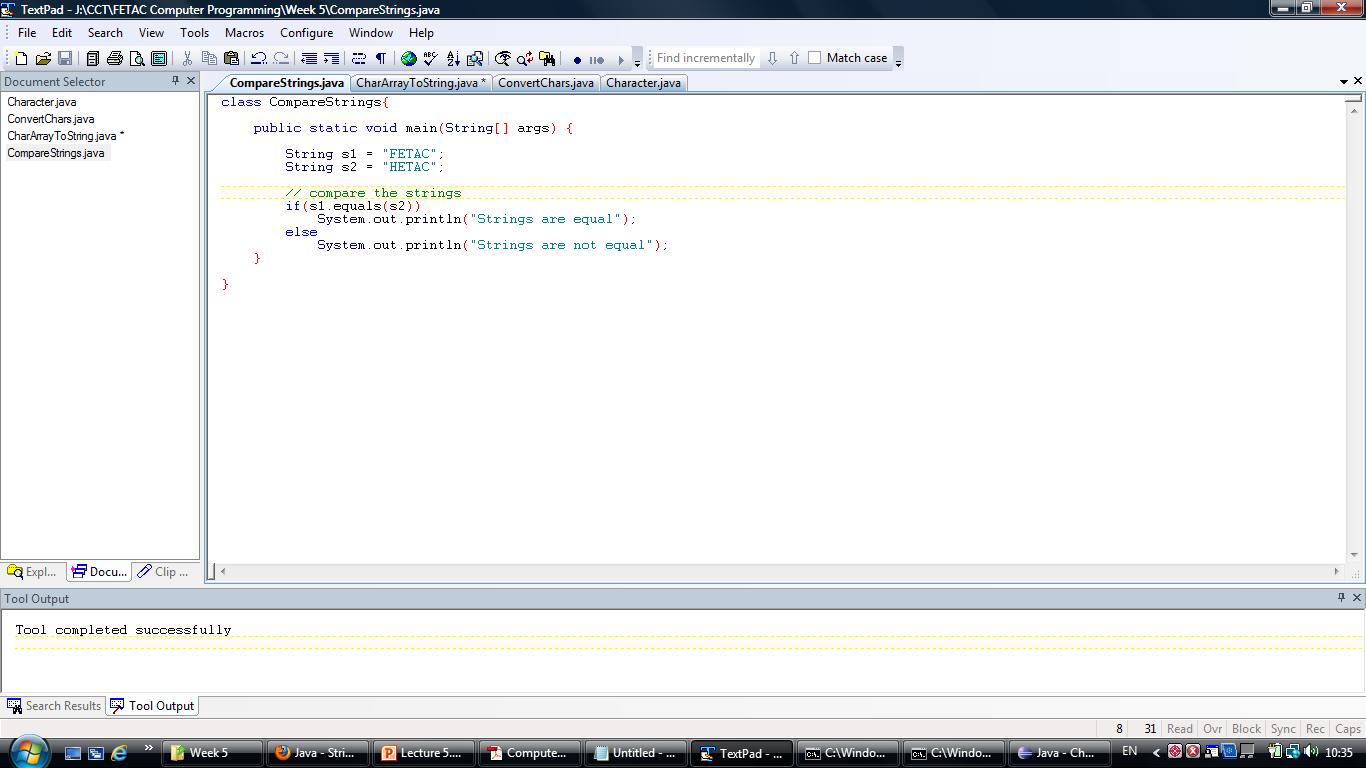 TextPad - J:\CCT\FETAC Computer Programming\Week 5\CompareStrings.java
File Edit Search View Tools Macros Configure Window Help
Find incrementally Match case
Document Selector
Character.java
ConvertChars.java
CharArrayToString.java *
CompareStrings.java
Expl... Docu... Clip ...
CompareStrings.java CharArrayToString.java * ConvertChars.java Character.java
class CompareStrings{
public static void main(String[] args) {
String s1 = "FETAC";
String s2 = "HETAC";
// compare the strings
if(s1.equals(s2))
System.out.println("Strings are equal");
else
System.out.println("Strings are not equal");
}
}
Tool Output
Tool completed successfully
Search Results Tool Output
8 31 Read Ovr Block Sync Rec Caps
Week 5 Java - Stri... Lecture 5.... Compute... Untitled - ... TextPad - ... C:\Windo... C:\Windo... Java - Ch... EN 10:35